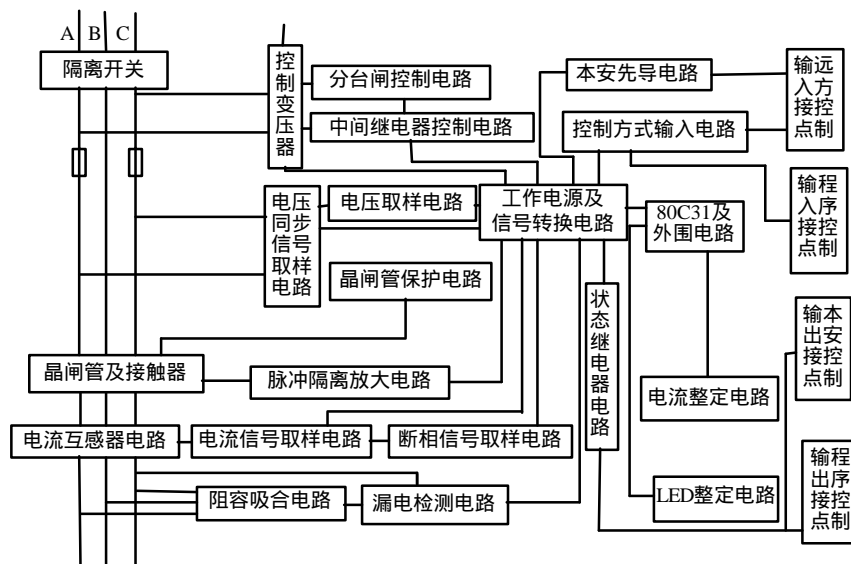 A B C
隔离开关
控制变压器
分台闸控制电路
中间继电器控制电路
本安先导电路
控制方式输入电路
输入接点
远方控制
输入接点
程序控制
电压
同步
信号
取样
电路
电压取样电路
工作电源及
信号转换电路
80C31及
外围电路
晶闸管保护电路
状态继电器电路
输出接点
本安控制
晶闸管及接触器
脉冲隔离放大电路
电流整定电路
电流互感器电路
电流信号取样电路
断相信号取样电路
输出接点
程序控制
阻容吸合电路
漏电检测电路
LED整定电路